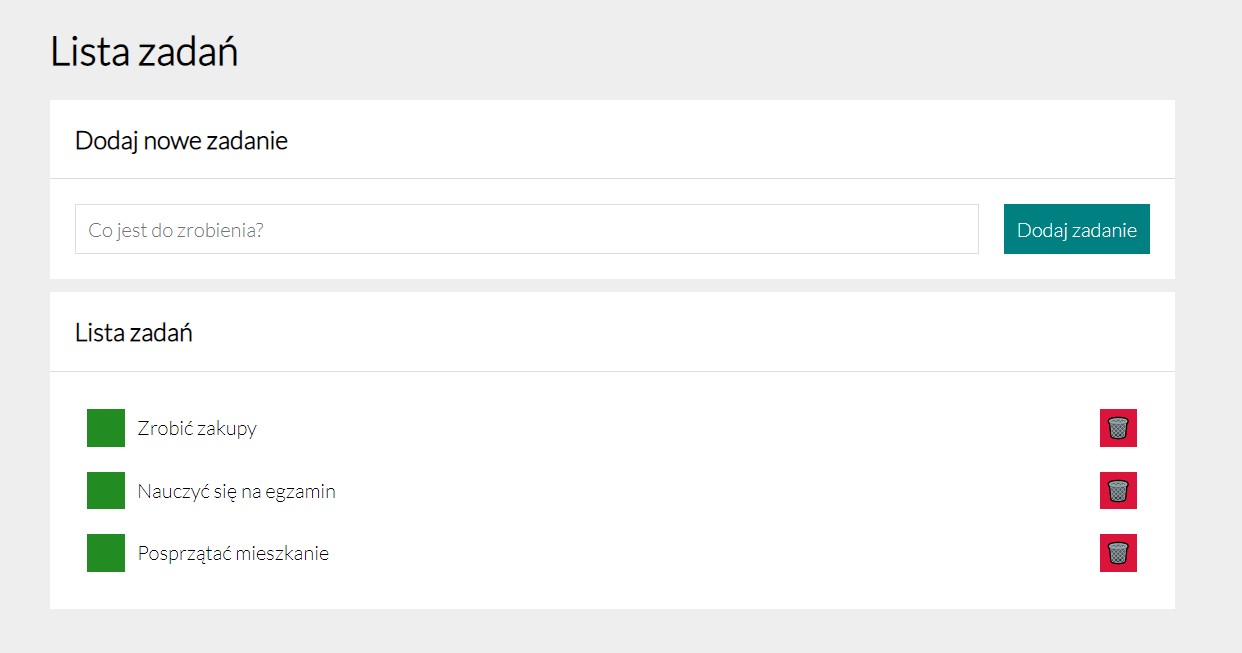 Lista zadań
Dodaj nowe zadanie
Co jest do zrobienia?
Dodaj zadanie
Lista zadań
Zrobić zakupy
Nauczyć się na egzamin
Posprzątać mieszkanie